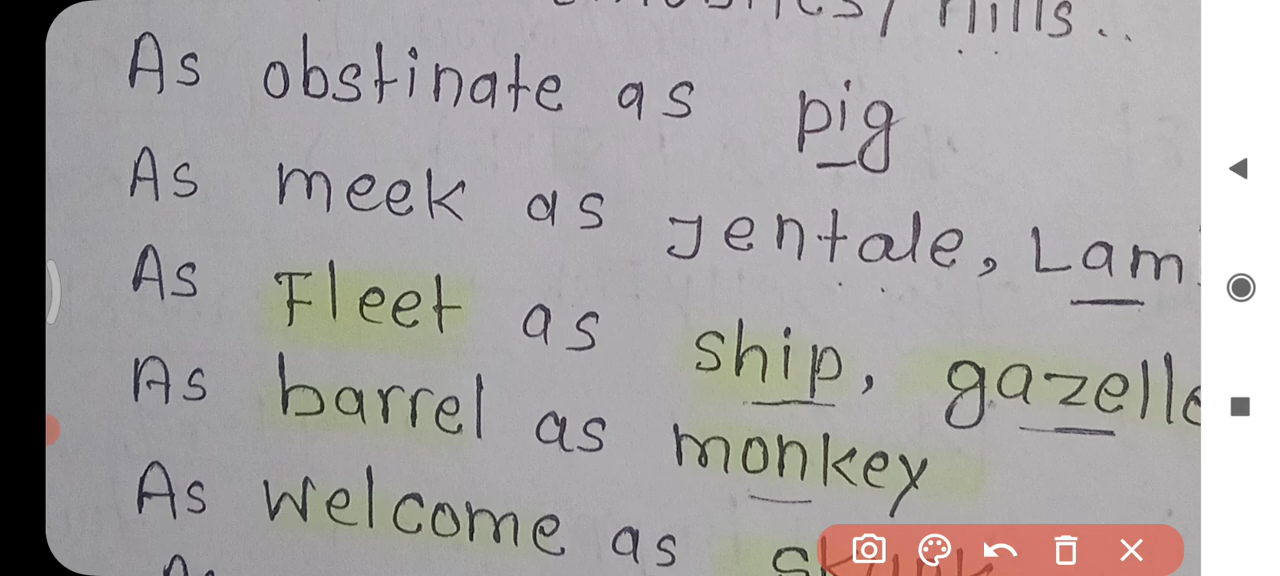 hills..
As obstinate as pig
As meek as jentale, Lam
As Fleet as ship, gazelle
As barrel as monkey
As welcome as